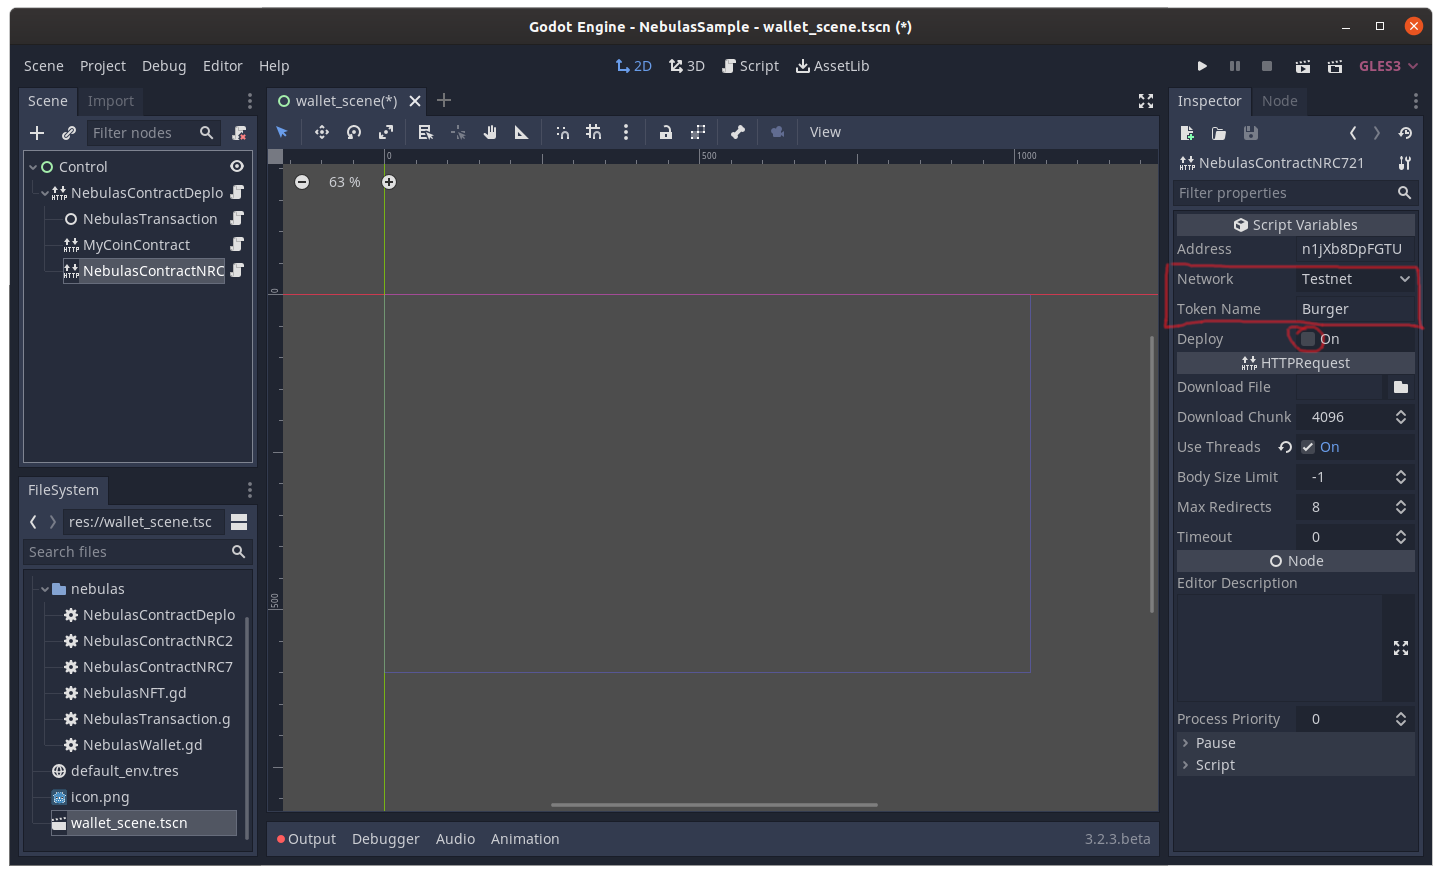 Godot Engine - NebulasSample - wallet_scene.tscn (*)
Scene Project Debug Editor Help
2D 3D Script AssetLib
GLES3
Scene Import
Filter nodes
Control
NebulasContractDeplo
NebulasTransaction
MyCoinContract
NebulasContractNRC
FileSystem
res://wallet_scene.tsc
Search files
nebulas
NebulasContractDeplo
NebulasContractNRC2
NebulasContractNRC7
NebulasNFT.gd
NebulasTransaction.g
NebulasWallet.gd
default_env.tres
icon.png
wallet_scene.tscn
wallet_scene(*)
View
0 500 1000
63 %
0
500
Output Debugger Audio Animation
3.2.3.beta
Inspector Node
HTTP NebulasContractNRC721
Filter properties
Script Variables
Address n1jXb8DpFGTU
Network Testnet
Token Name Burger
Deploy On
HTTP HTTPRequest
Download File
Download Chunk 4096
Use Threads On
Body Size Limit -1
Max Redirects 8
Timeout 0
Node
Editor Description
Process Priority 0
Pause
Script